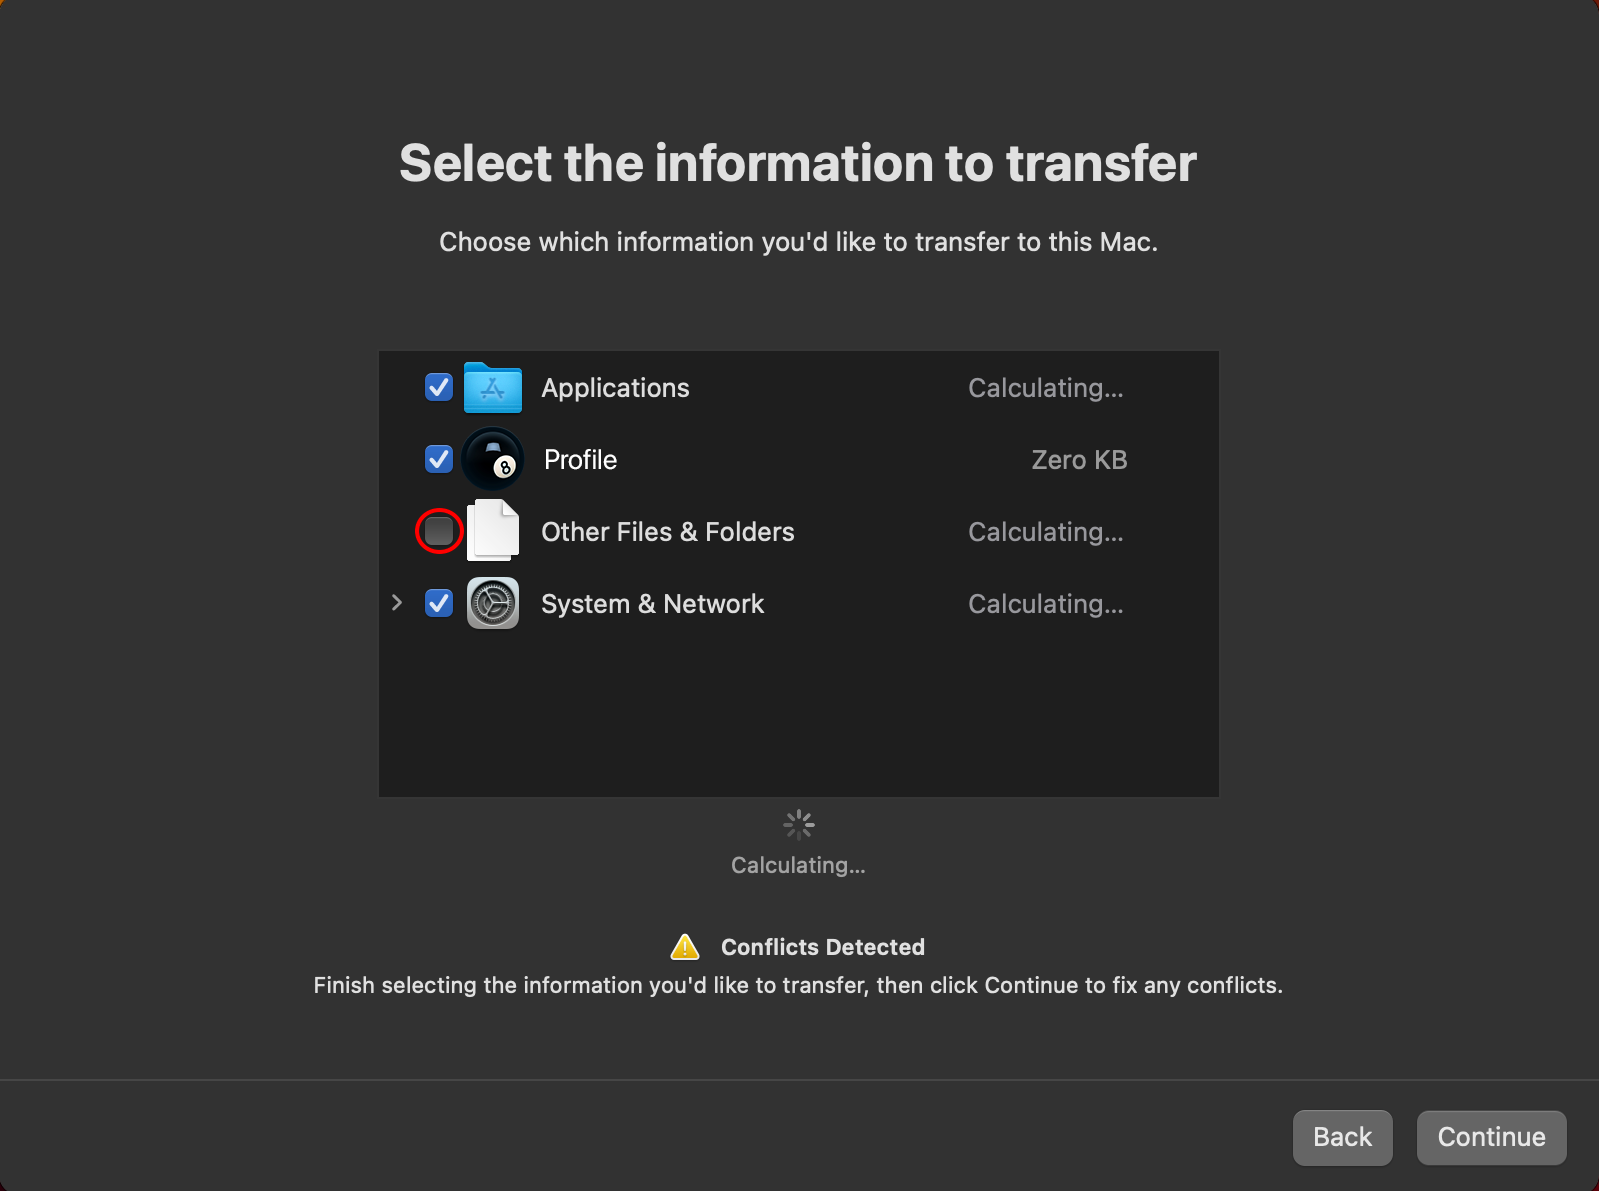 Select the information to transfer
Choose which information you'd like to transfer to this Mac.
Applications Calculating...
8 Profile Zero KB
Other Files & Folders Calculating...
System & Network Calculating...
Calculating...
Conflicts Detected
Finish selecting the information you'd like to transfer, then click Continue to fix any conflicts.
Back Continue